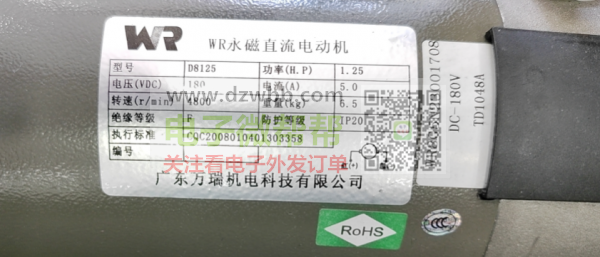 WR WR永磁直流电动机
型号 D8125 功率(H.P) 1.25
电压(VDC) 180 电流(A) 5.0
转速(r/min) 4800 重量(kg) 6.5
绝缘等级 F 防护等级 IP20
执行标准 CQC2008010401303358
编号
广东万瑞机电科技有限公司
www.dzwbb.com
电子微帮
关注看电子外发订单
RoHS
CCC
DC-180V
TD1048A